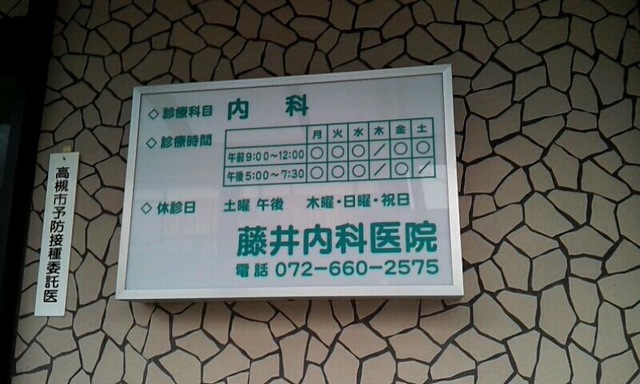 ◇診療科目 内 科
◇診療時間
月 火 水 木 金 土
午前9:00～12:00 ○ ○ ○ ／ ○ ○
午後5:00～7:30 ○ ○ ○ ／ ○ ／
◇休診日 土曜 午後 木曜・日曜・祝日
藤井内科医院
電話 072-660-2575
高槻市予防接種委託医